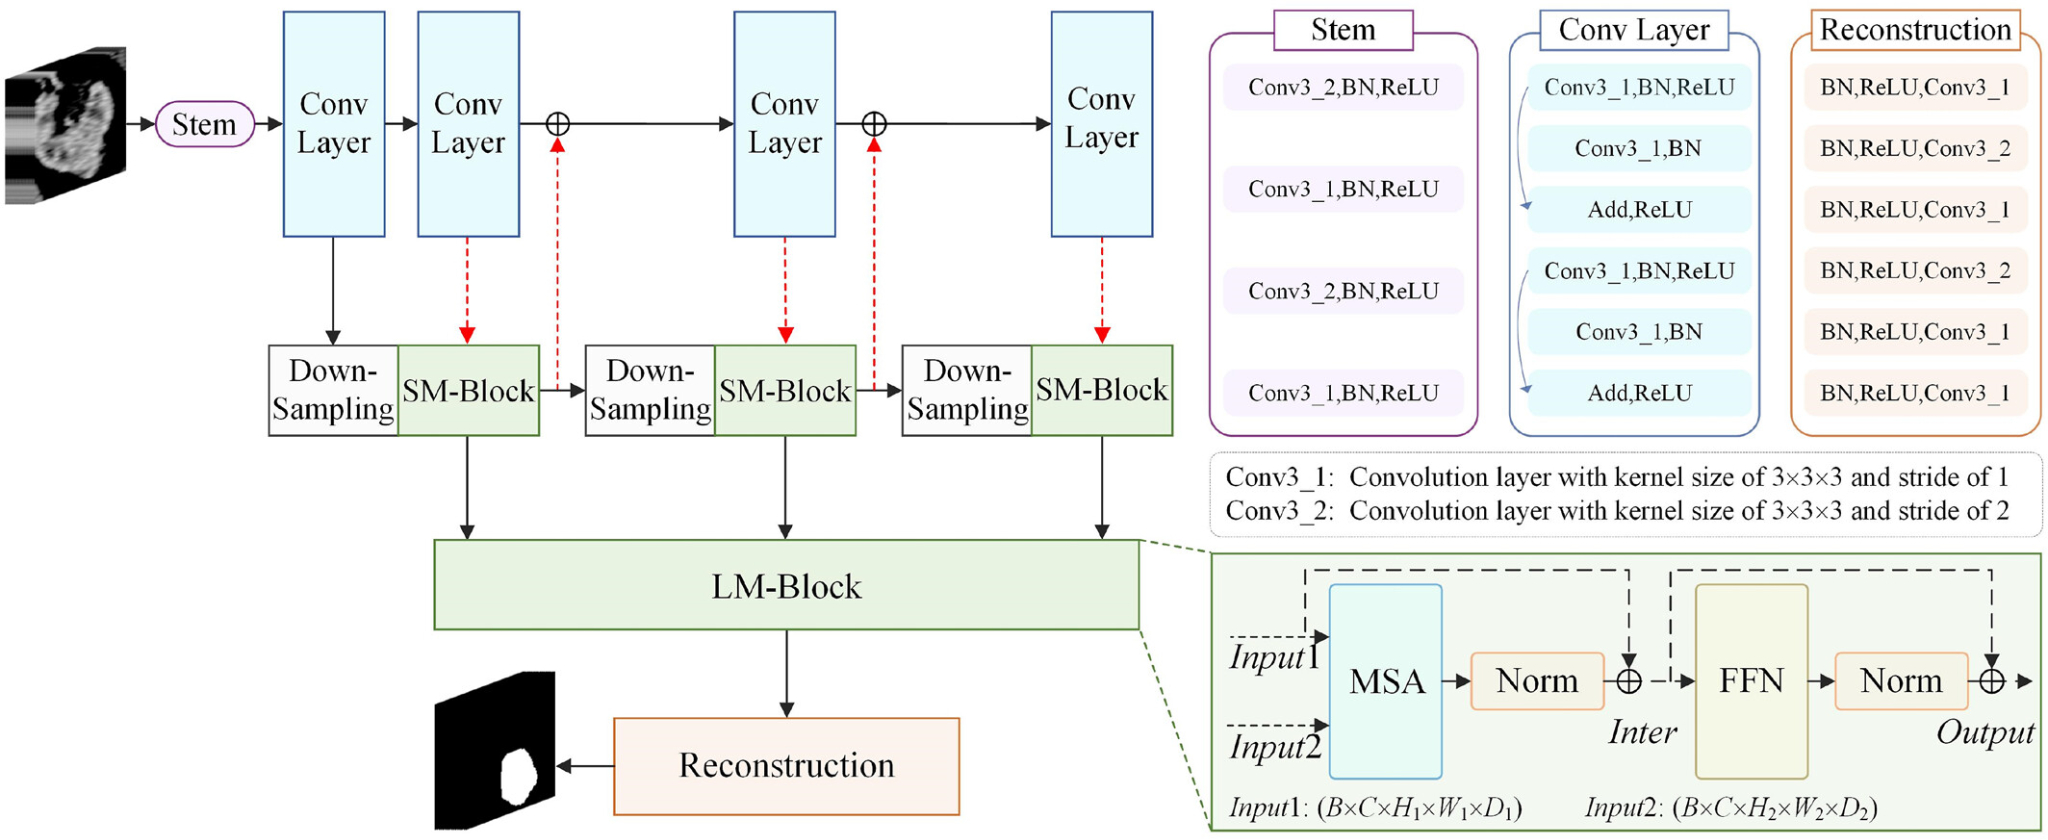 Stem
Conv
Layer
Conv
Layer
Conv
Layer
Conv
Layer
Down-
Sampling
SM-Block
Down-
Sampling
SM-Block
Down-
Sampling
SM-Block
LM-Block
Reconstruction
Stem
Conv3_2,BN,ReLU
Conv3_1,BN,ReLU
Conv3_2,BN,ReLU
Conv3_1,BN,ReLU
Conv Layer
Conv3_1,BN,ReLU
Conv3_1,BN
Add,ReLU
Conv3_1,BN,ReLU
Conv3_1,BN
Add,ReLU
Reconstruction
BN,ReLU,Conv3_1
BN,ReLU,Conv3_2
BN,ReLU,Conv3_1
BN,ReLU,Conv3_2
BN,ReLU,Conv3_1
BN,ReLU,Conv3_1
Conv3_1: Convolution layer with kernel size of 3×3×3 and stride of 1
Conv3_2: Convolution layer with kernel size of 3×3×3 and stride of 2
Input1
Input2
MSA
Norm
Inter
FFN
Norm
Output
Input1: (B×C×H₁×W₁×D₁)
Input2: (B×C×H₂×W₂×D₂)